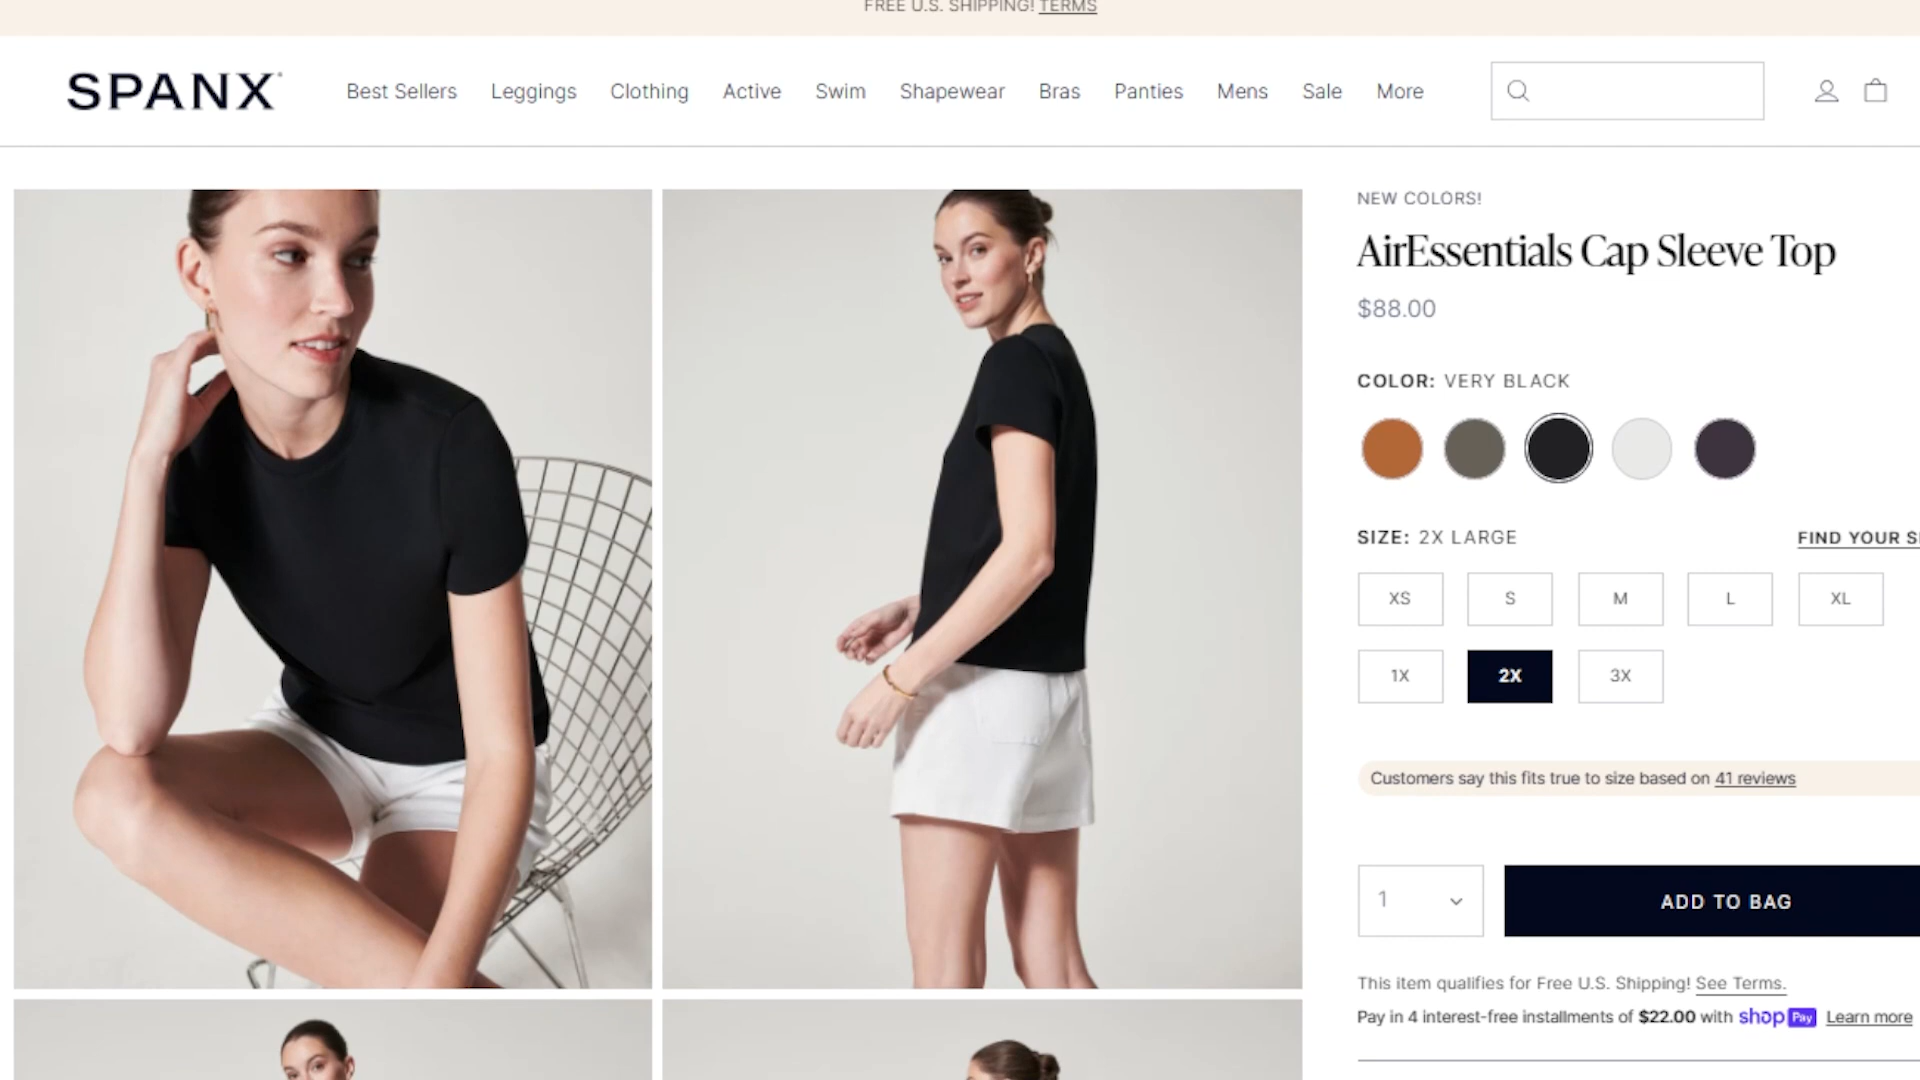 FREE U.S. SHIPPING! TERMS
SPANX
Best Sellers Leggings Clothing Active Swim Shapewear Bras Panties Mens Sale More
NEW COLORS!
AirEssentials Cap Sleeve Top
$88.00
COLOR: VERY BLACK
SIZE: 2X LARGE
FIND YOUR
XS S M L XL
1X 2X 3X
Customers say this fits true to size based on 41 reviews
1
ADD TO BAG
This item qualifies for Free U.S. Shipping! See Terms.
Pay in 4 interest-free installments of $22.00 with shop Pay Learn more